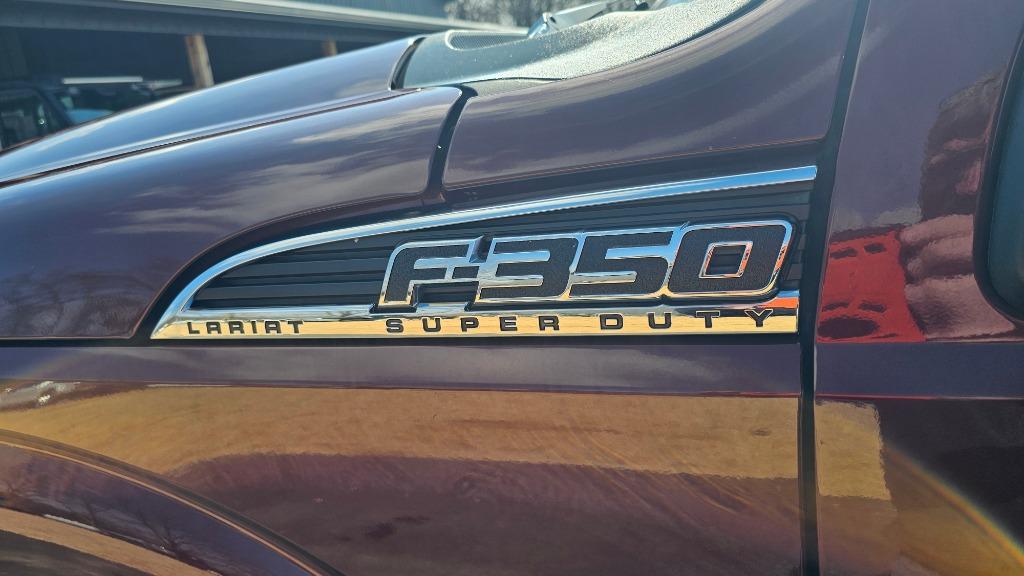 F-350
LARIAT SUPER DUTY